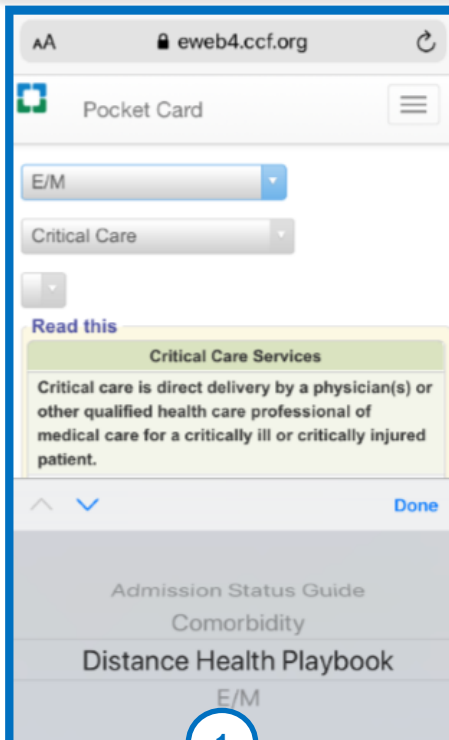 AA eweb4.ccf.org
Pocket Card
E/M
Critical Care
Read this
Critical Care Services
Critical care is direct delivery by a physician(s) or
other qualified health care professional of
medical care for a critically ill or critically injured
patient.
Done
Admission Status Guide
Comorbidity
Distance Health Playbook
E/M
1